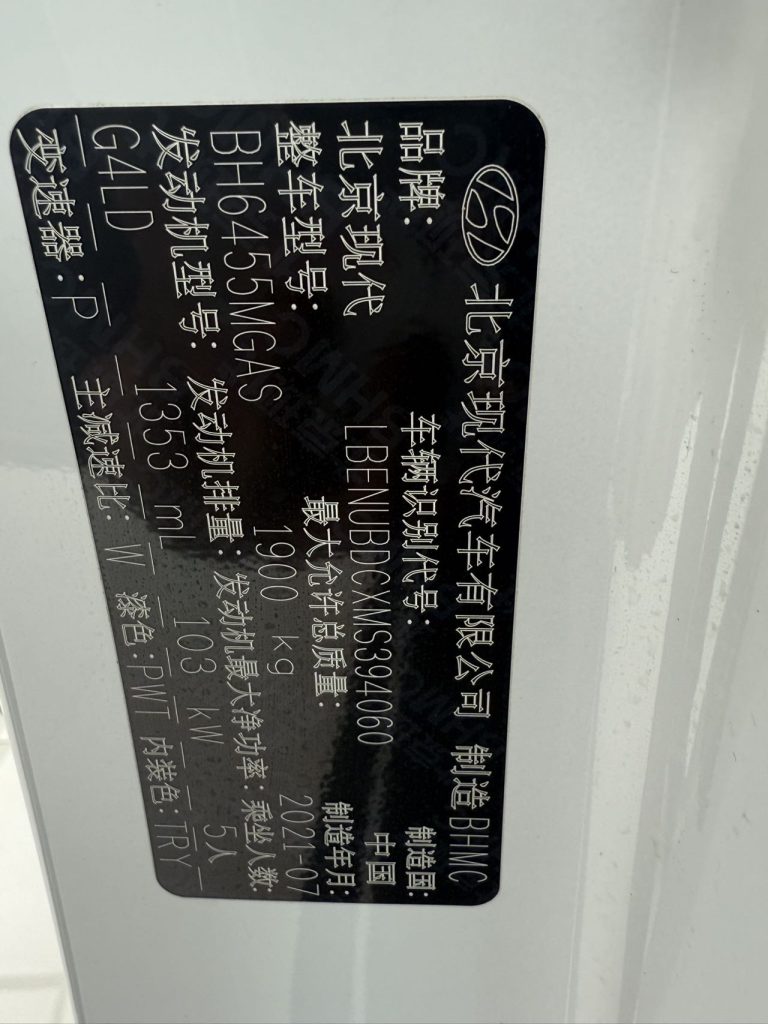 北京现代汽车有限公司 制造 BHMC
品牌: 车辆识别代号: 制造国:
北京现代 LBENUBDCXMS394060 中国
整车型号: 最大允许总质量: 制造年月:
BH6455MGAS 1900 kg 2021-07
发动机型号: 发动机排量: 发动机最大净功率: 乘坐人数:
G4LD 1353 mL 103 kW 5人
变速器: P 主减速比: W 漆色: PWT 内装色: TRY